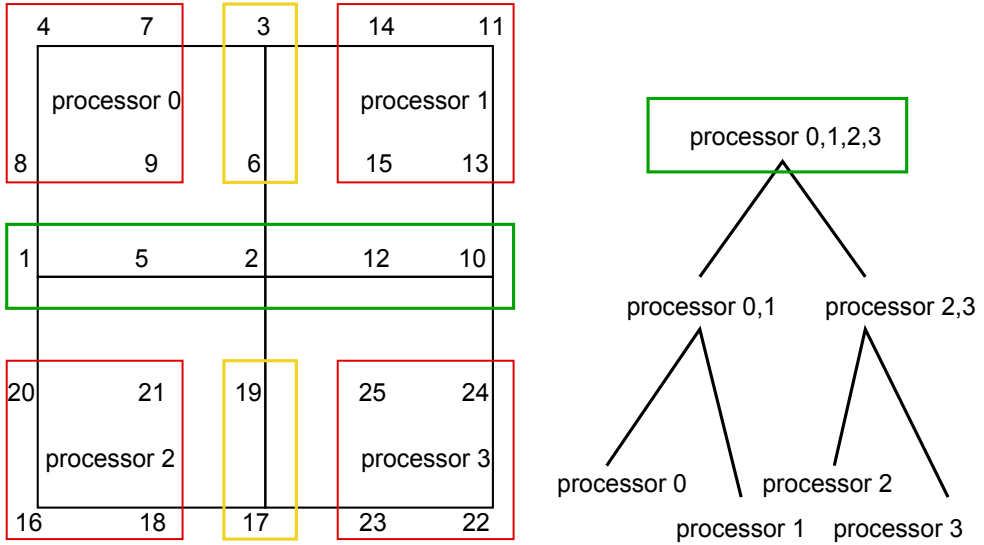 4 7 3 14 11
processor 0 processor 1
8 9 6 15 13
1 5 2 12 10
20 21 19 25 24
processor 2 processor 3
16 18 17 23 22
processor 0,1,2,3
processor 0,1 processor 2,3
processor 0 processor 2
processor 1 processor 3